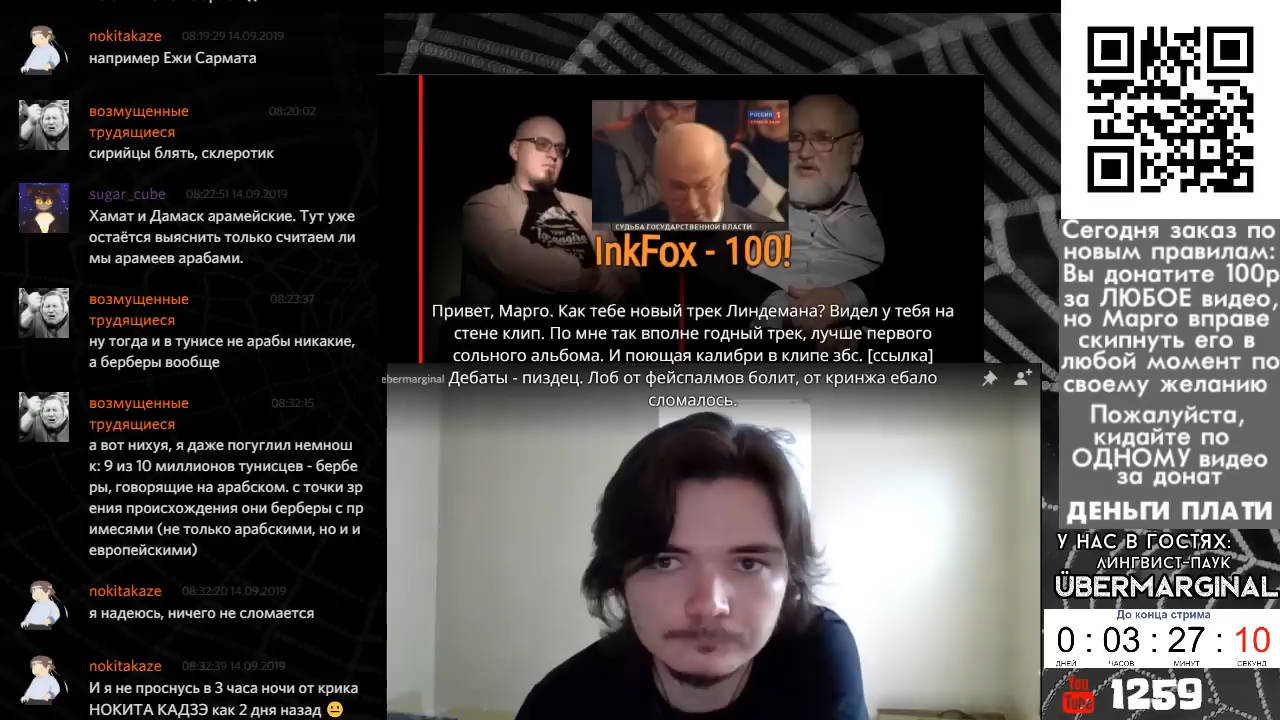 nokitakaze 08:19:29 14.09.2019
например Ежи Сармата
возмущенные 08:20:02
трудящиеся
сирийцы блять, склеротик
sugar_cube 08:22:51 14.09.2019
Хамат и Дамаск арамейские. Тут уже
остаётся выяснить только считаем ли
мы арамеев арабами.
возмущенные 08:23:37
трудящиеся
ну тогда и в тунисе не арабы никакие,
а берберы вообще
возмущенные 08:32:15
трудящиеся
а вот нихуя, я даже погуглил немнош
к: 9 из 10 миллионов тунисцев - бербе
ры, говорящие на арабском. с точки зр
ения происхождения они берберы с пр
имесями (не только арабскими, но и и
европейскими)
nokitakaze 08:32:20 14.09.2019
я надеюсь, ничего не сломается
nokitakaze 08:32:39 14.09.2019
И я не проснусь в 3 часа ночи от крика
НОКИТА КАДЗЭ как 2 дня назад 😐
РОССИЯ 1
СУДЬБА ГОСУДАРСТВЕННОЙ ВЛАСТИ
InkFox - 100!
Привет, Марго. Как тебе новый трек Линдемана? Видел у тебя на
стене клип. По мне так вполне годный трек, лучше первого
сольного альбома. И поющая калибри в клипе збс. [ссылка]
Дебаты - пиздец. Лоб от фейспалмов болит, от кринжа ебало
сломалось.
ebermarginal
Сегодня заказ по
новым правилам:
Вы донатите 100р
за ЛЮБОЕ видео,
но Марго вправе
скипнуть его в
любой момент по
своему желанию
Пожалуйста,
кидайте по
ОДНОМУ видео
за донат
ДЕНЬГИ ПЛАТИ
У НАС В ГОСТЯХ:
ЛИНГВИСТ-ПАУК
ÜBERMARGINAL
До конца стрима
0 : 03 : 27 : 10
ДНЕЙ ЧАСОВ МИНУТ СЕКУНД
You Tube 1259